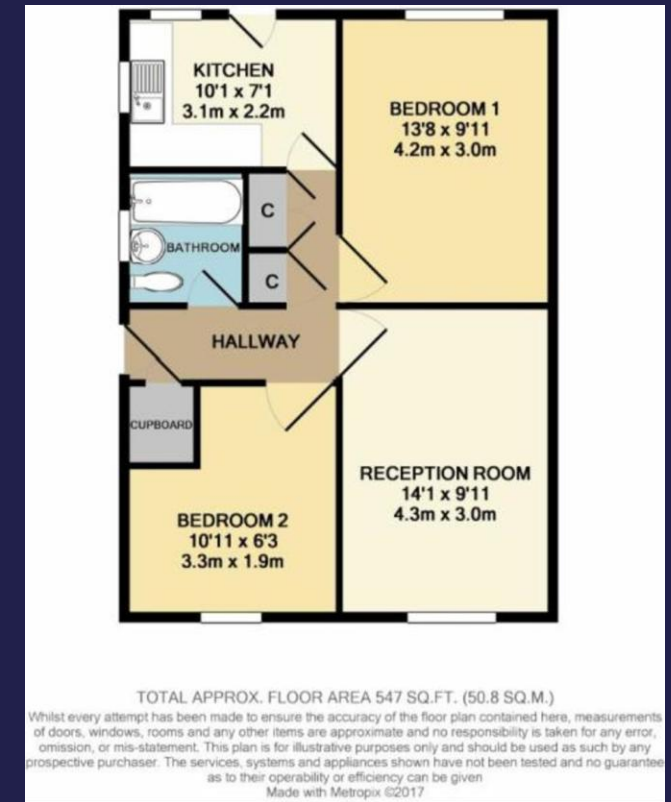 KITCHEN
10'1 x 7'1
3.1m x 2.2m
BEDROOM 1
13'8 x 9'11
4.2m x 3.0m
C
BATHROOM
C
HALLWAY
CUPBOARD
RECEPTION ROOM
14'1 x 9'11
4.3m x 3.0m
BEDROOM 2
10'11 x 6'3
3.3m x 1.9m
TOTAL APPROX. FLOOR AREA 547 SQ.FT. (50.8 SQ.M.)
Whilst every attempt has been made to ensure the accuracy of the floor plan contained here, measurements
of doors, windows, rooms and any other items are approximate and no responsibility is taken for any error,
omission, or mis-statement. This plan is for illustrative purposes only and should be used as such by any
prospective purchaser. The services, systems and appliances shown have not been tested and no guarantee
as to their operability or efficiency can be given
Made with Metropix ©2017